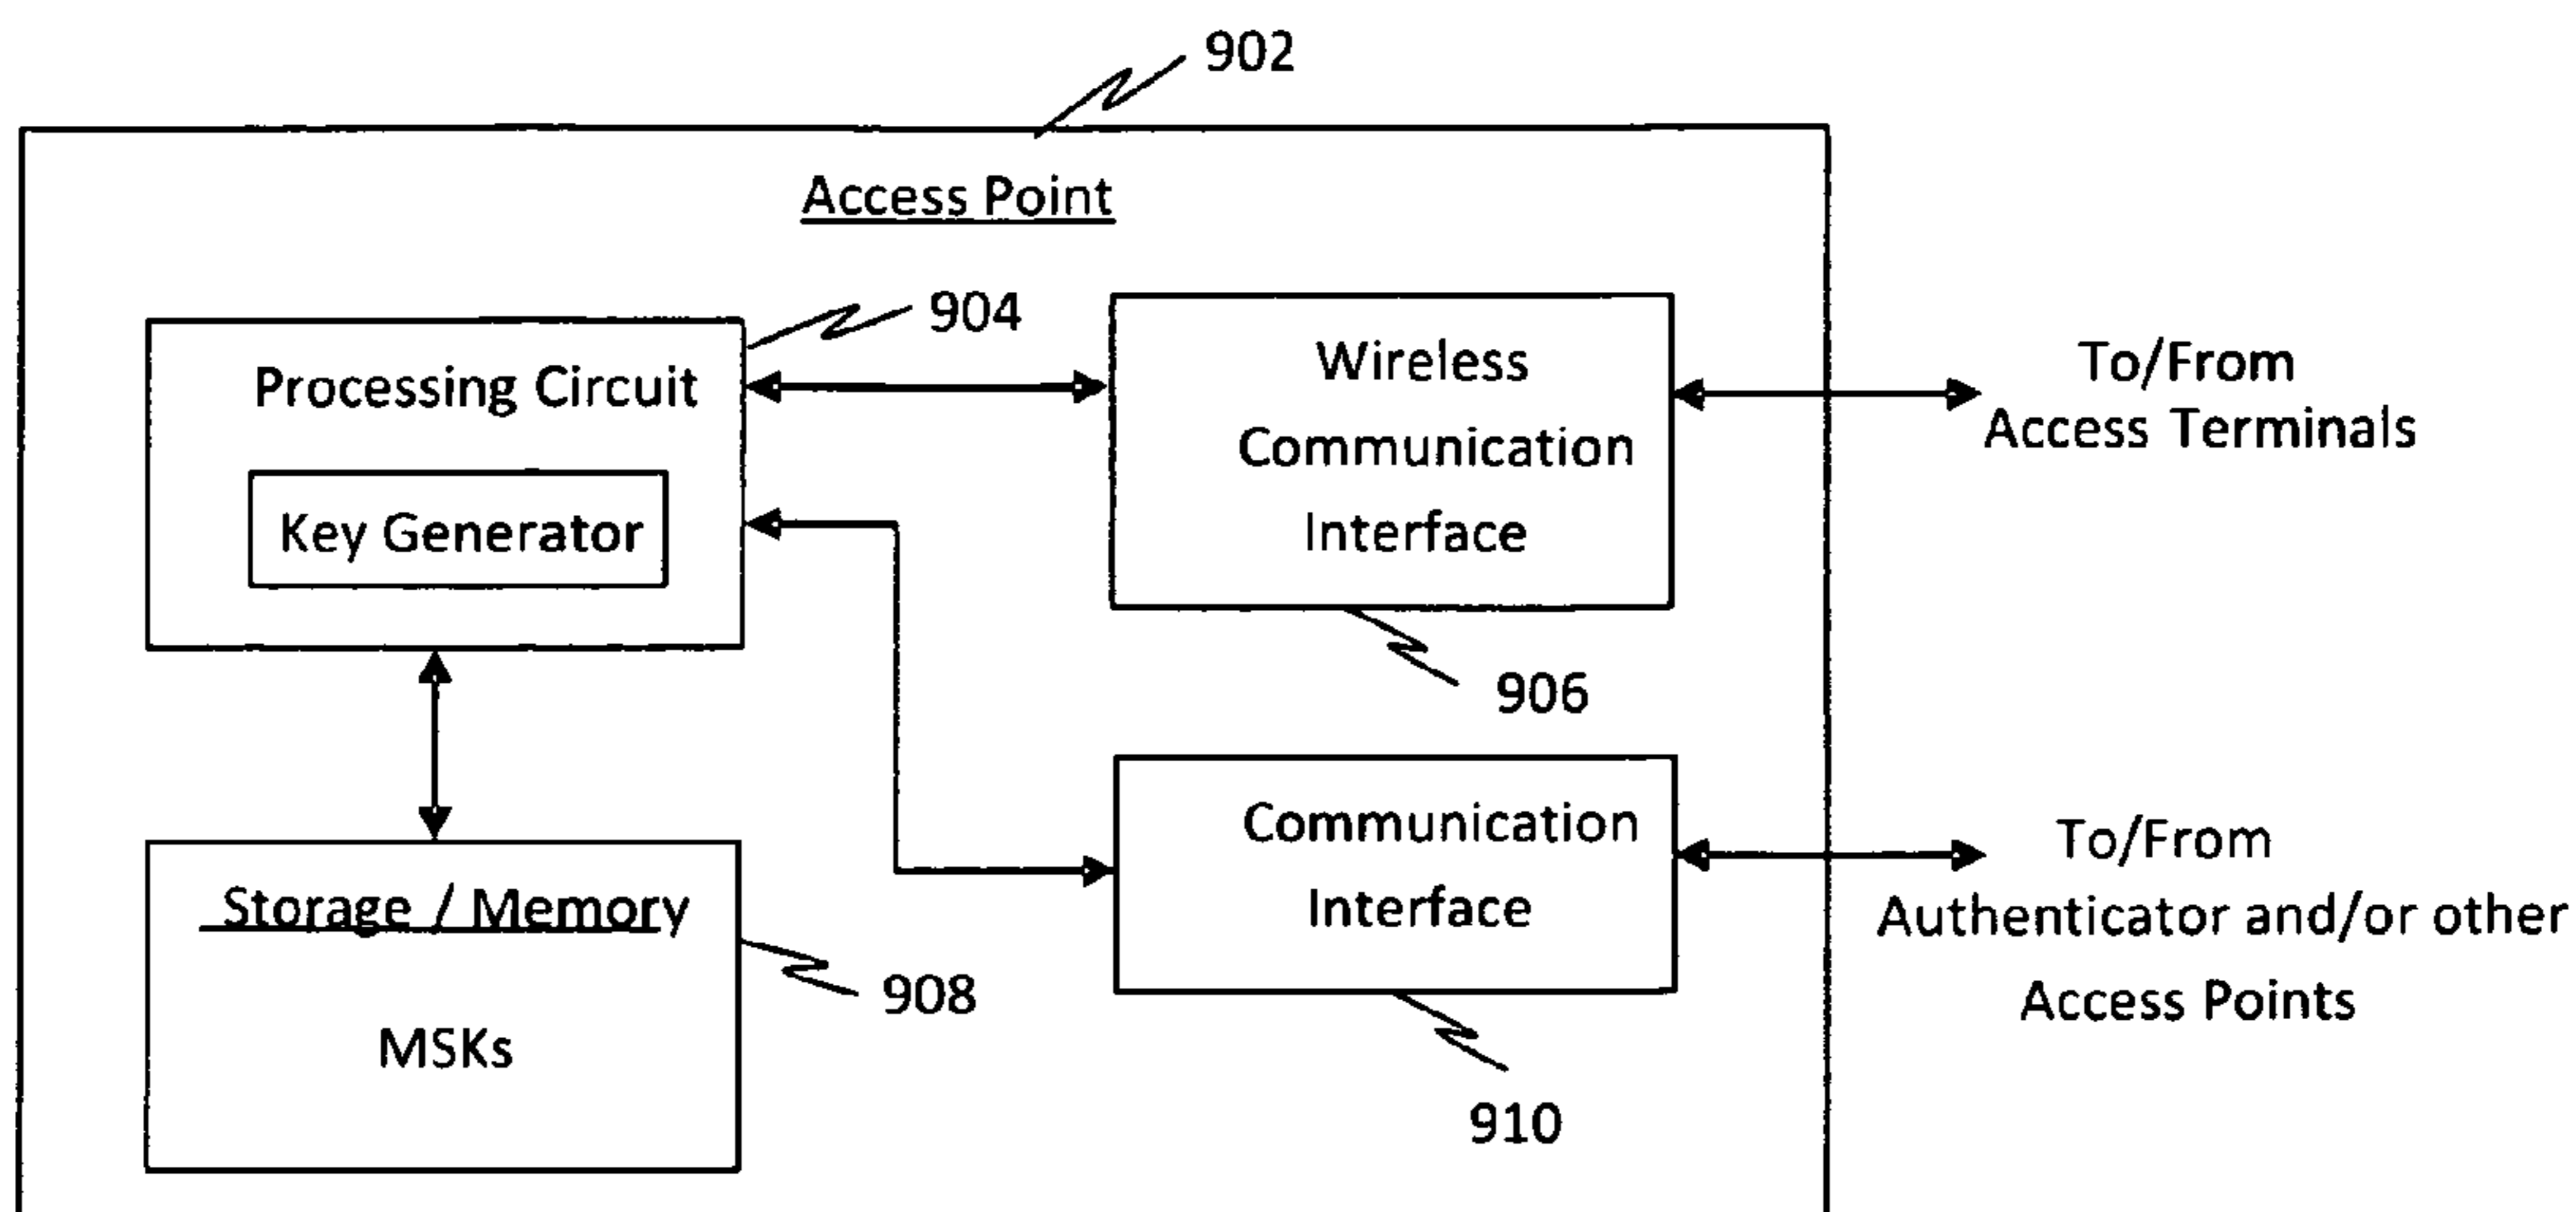 902
Access Point
904
Processing Circuit
Key Generator
Wireless
Communication
Interface
906
To/From
Access Terminals
Storage / Memory
MSKs
908
Communication
Interface
910
To/From
Authenticator and/or other
Access Points